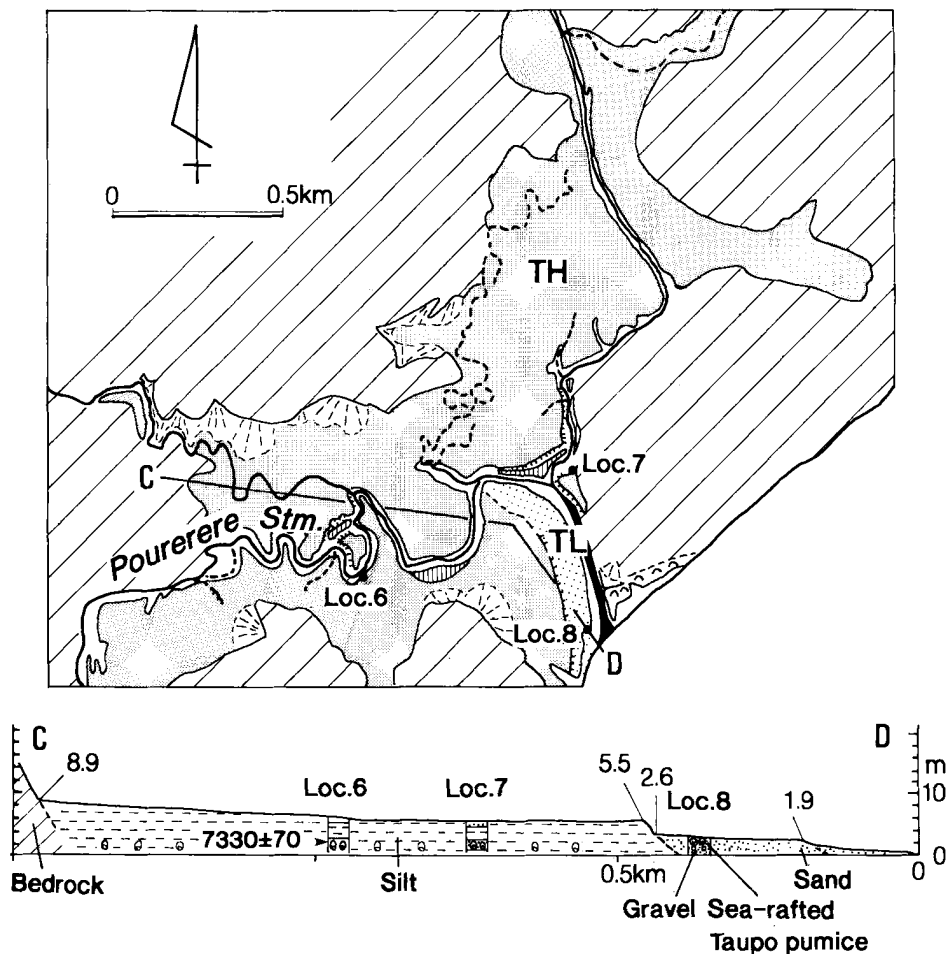 0 0.5km
TH
C
Loc.7
Pourerere Stm.
TL
Loc.6
Loc.8
D
C
D
8.9
5.5
2.6
m
Loc.6
Loc.7
Loc.8
1.9
10
7330±70
0
Bedrock
Silt
0.5km
Sand
0
Gravel Sea-rafted
Taupo pumice